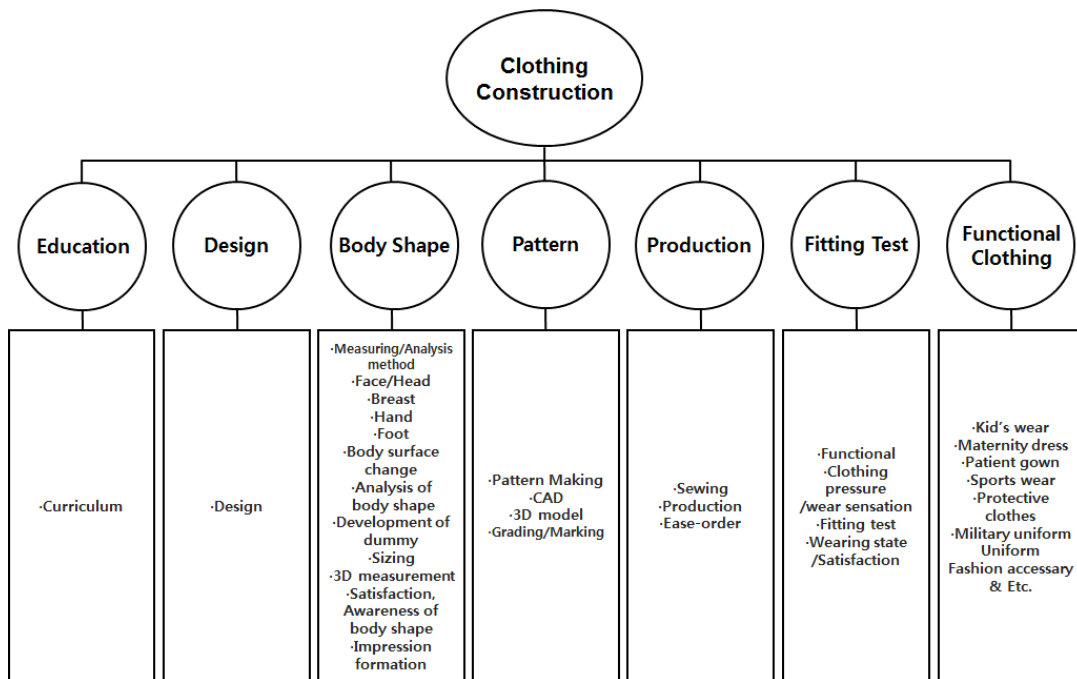 Clothing
Construction
Education
Design
Body Shape
Pattern
Production
Fitting Test
Functional
Clothing
·Curriculum
·Design
·Measuring/Analysis
method
·Face/Head
·Breast
·Hand
·Foot
·Body surface
change
·Analysis of
body shape
·Development of
dummy
·Sizing
·3D measurement
·Satisfaction,
Awareness of
body shape
·Impression
formation
·Pattern Making
·CAD
·3D model
·Grading/Marking
·Sewing
·Production
·Ease-order
·Functional
·Clothing
pressure
/wear sensation
·Fitting test
·Wearing state
/Satisfaction
·Kid's wear
·Maternity dress
·Patient gown
·Sports wear
·Protective
clothes
·Military uniform
Uniform
Fashion accessary
& Etc.